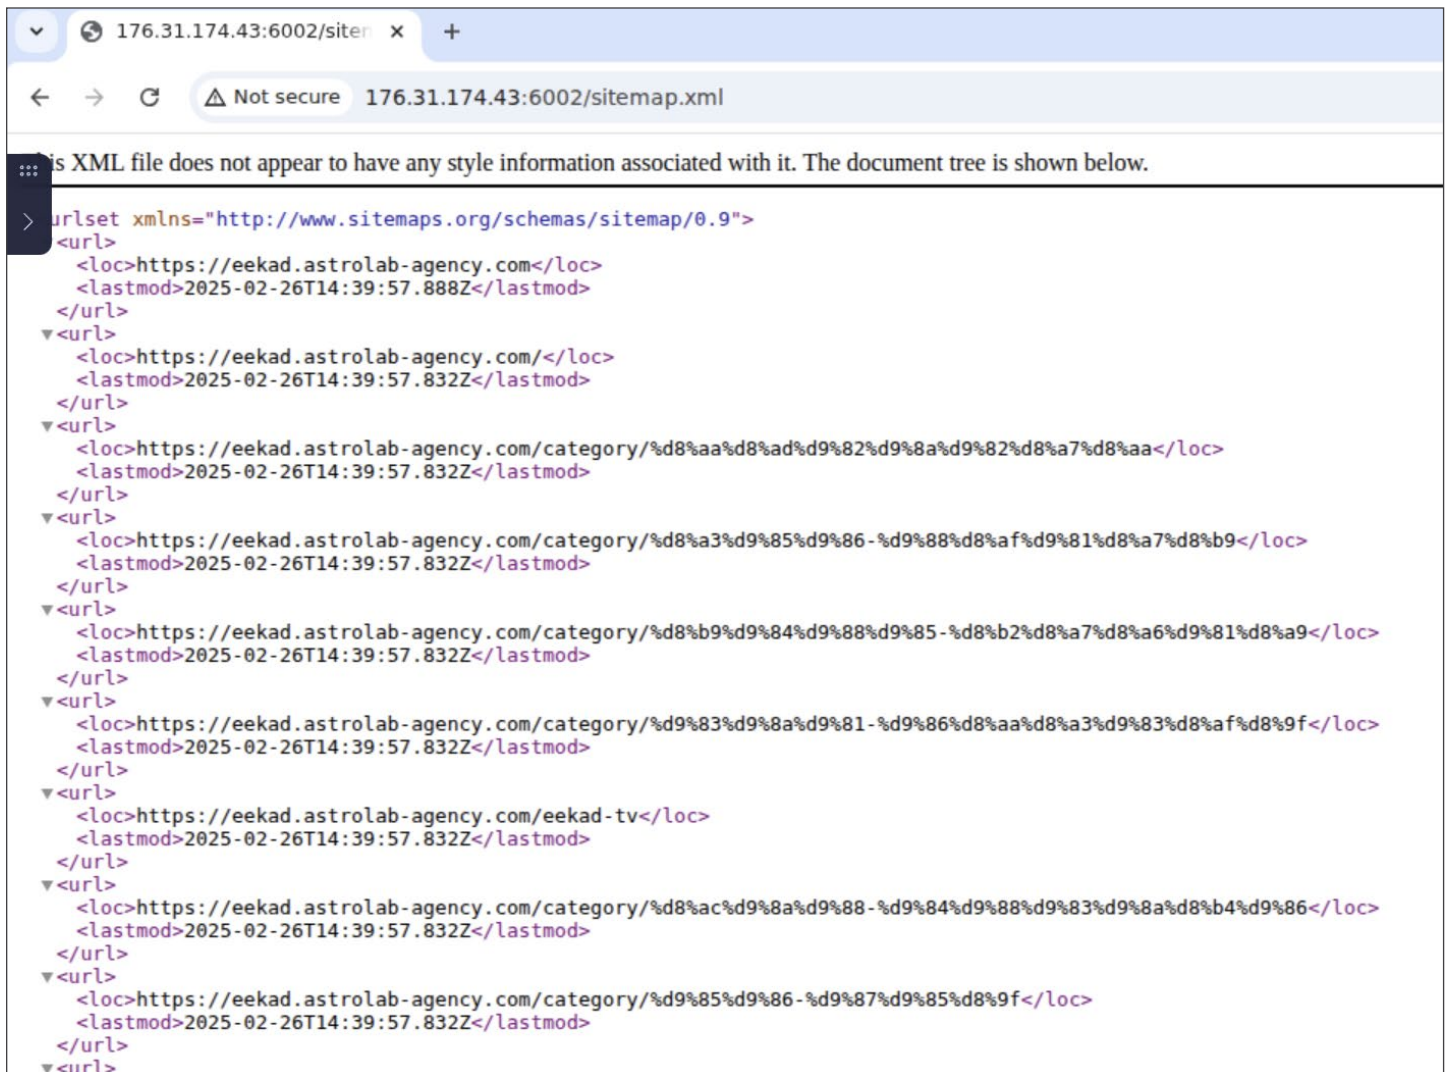 176.31.174.43:6002/siten
Not secure 176.31.174.43:6002/sitemap.xml
is XML file does not appear to have any style information associated with it. The document tree is shown below.
urlset xmlns="http://www.sitemaps.org/schemas/sitemap/0.9">
<url>
<loc>https://eekad.astrolab-agency.com</loc>
<lastmod>2025-02-26T14:39:57.888Z</lastmod>
</url>
<url>
<loc>https://eekad.astrolab-agency.com/</loc>
<lastmod>2025-02-26T14:39:57.832Z</lastmod>
</url>
<url>
<loc>https://eekad.astrolab-agency.com/category/%d8%aa%d8%ad%d9%82%d9%8a%d9%82%d8%a7%d8%aa</loc>
<lastmod>2025-02-26T14:39:57.832Z</lastmod>
</url>
<url>
<loc>https://eekad.astrolab-agency.com/category/%d8%a3%d9%85%d9%86-%d9%88%d8%af%d9%81%d8%a7%d8%b9</loc>
<lastmod>2025-02-26T14:39:57.832Z</lastmod>
</url>
<url>
<loc>https://eekad.astrolab-agency.com/category/%d8%b9%d9%84%d9%88%d9%85-%d8%b2%d8%a7%d8%a6%d9%81%d8%a9</loc>
<lastmod>2025-02-26T14:39:57.832Z</lastmod>
</url>
<url>
<loc>https://eekad.astrolab-agency.com/category/%d9%83%d9%8a%d9%81-%d9%86%d8%aa%d8%a3%d9%83%d8%af%d8%9f</loc>
<lastmod>2025-02-26T14:39:57.832Z</lastmod>
</url>
<url>
<loc>https://eekad.astrolab-agency.com/eekad-tv</loc>
<lastmod>2025-02-26T14:39:57.832Z</lastmod>
</url>
<url>
<loc>https://eekad.astrolab-agency.com/category/%d8%ac%d9%8a%d9%88-%d9%84%d9%88%d9%83%d9%8a%d8%b4%d9%86</loc>
<lastmod>2025-02-26T14:39:57.832Z</lastmod>
</url>
<url>
<loc>https://eekad.astrolab-agency.com/category/%d9%85%d9%86-%d9%87%d9%85%d8%9f</loc>
<lastmod>2025-02-26T14:39:57.832Z</lastmod>
</url>
<url>